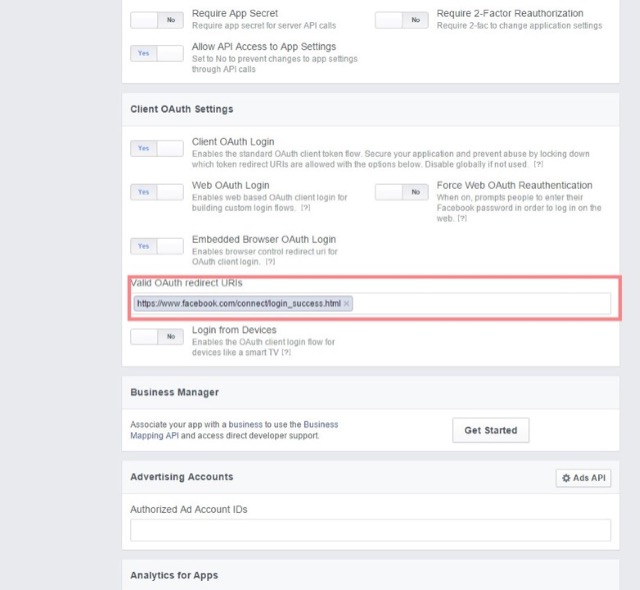 No
Require App Secret
Require app secret for server API calls
No
Require 2-Factor Reauthorization
Require 2-fac to change application settings
Yes
Allow API Access to App Settings
Set to No to prevent changes to app settings
through API calls
Client OAuth Settings
Yes
Client OAuth Login
Enables the standard OAuth client token flow. Secure your application and prevent abuse by locking down
which token redirect URIs are allowed with the options below. Disable globally if not used. [?]
Yes
Web OAuth Login
Enables web based OAuth client login for
building custom login flows. [?]
No
Force Web OAuth Reauthentication
When on, prompts people to enter their
Facebook password in order to log in on the
web. [?]
Yes
Embedded Browser OAuth Login
Enables browser control redirect uri for
OAuth client login. [?]
Valid OAuth redirect URIs
https://www.facebook.com/connect/login_success.html ×
No
Login from Devices
Enables the OAuth client login flow for
devices like a smart TV [?]
Business Manager
Associate your app with a business to use the Business
Mapping API and access direct developer support.
Get Started
Advertising Accounts
Ads API
Authorized Ad Account IDs
Analytics for Apps